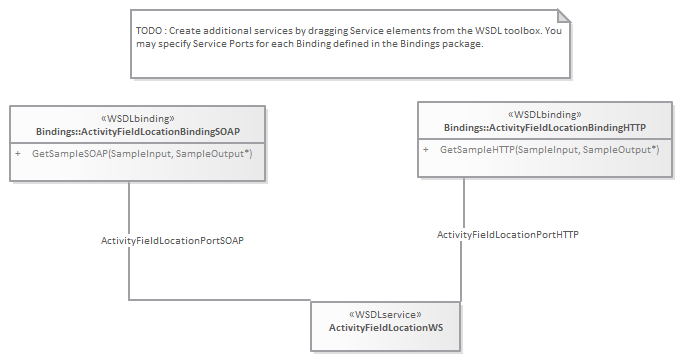 TODO : Create additional services by dragging Service elements from the WSDL toolbox. You
may specify Service Ports for each Binding defined in the Bindings package.
«WSDLbinding»
Bindings::ActivityFieldLocationBindingSOAP
+ GetSampleSOAP(SampleInput, SampleOutput*)
«WSDLbinding»
Bindings::ActivityFieldLocationBindingHTTP
+ GetSampleHTTP(SampleInput, SampleOutput*)
ActivityFieldLocationPortSOAP
ActivityFieldLocationPortHTTP
«WSDLservice»
ActivityFieldLocationWS